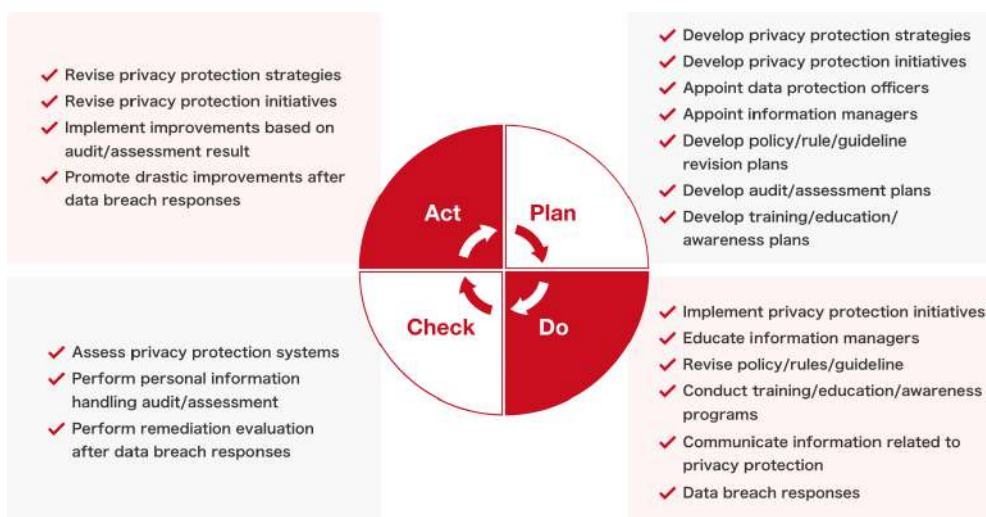 Revise privacy protection strategies
Revise privacy protection initiatives
Implement improvements based on
audit/assessment result
Promote drastic improvements after
data breach responses
Develop privacy protection strategies
Develop privacy protection initiatives
Appoint data protection officers
Appoint information managers
Develop policy/rule/guideline
revision plans
Develop audit/assessment plans
Develop training/education/
awareness plans
Act
Plan
Check
Do
Assess privacy protection systems
Perform personal information
handling audit/assessment
Perform remediation evaluation
after data breach responses
Implement privacy protection initiatives
Educate information managers
Revise policy/rules/guideline
Conduct training/education/awareness
programs
Communicate information related to
privacy protection
Data breach responses